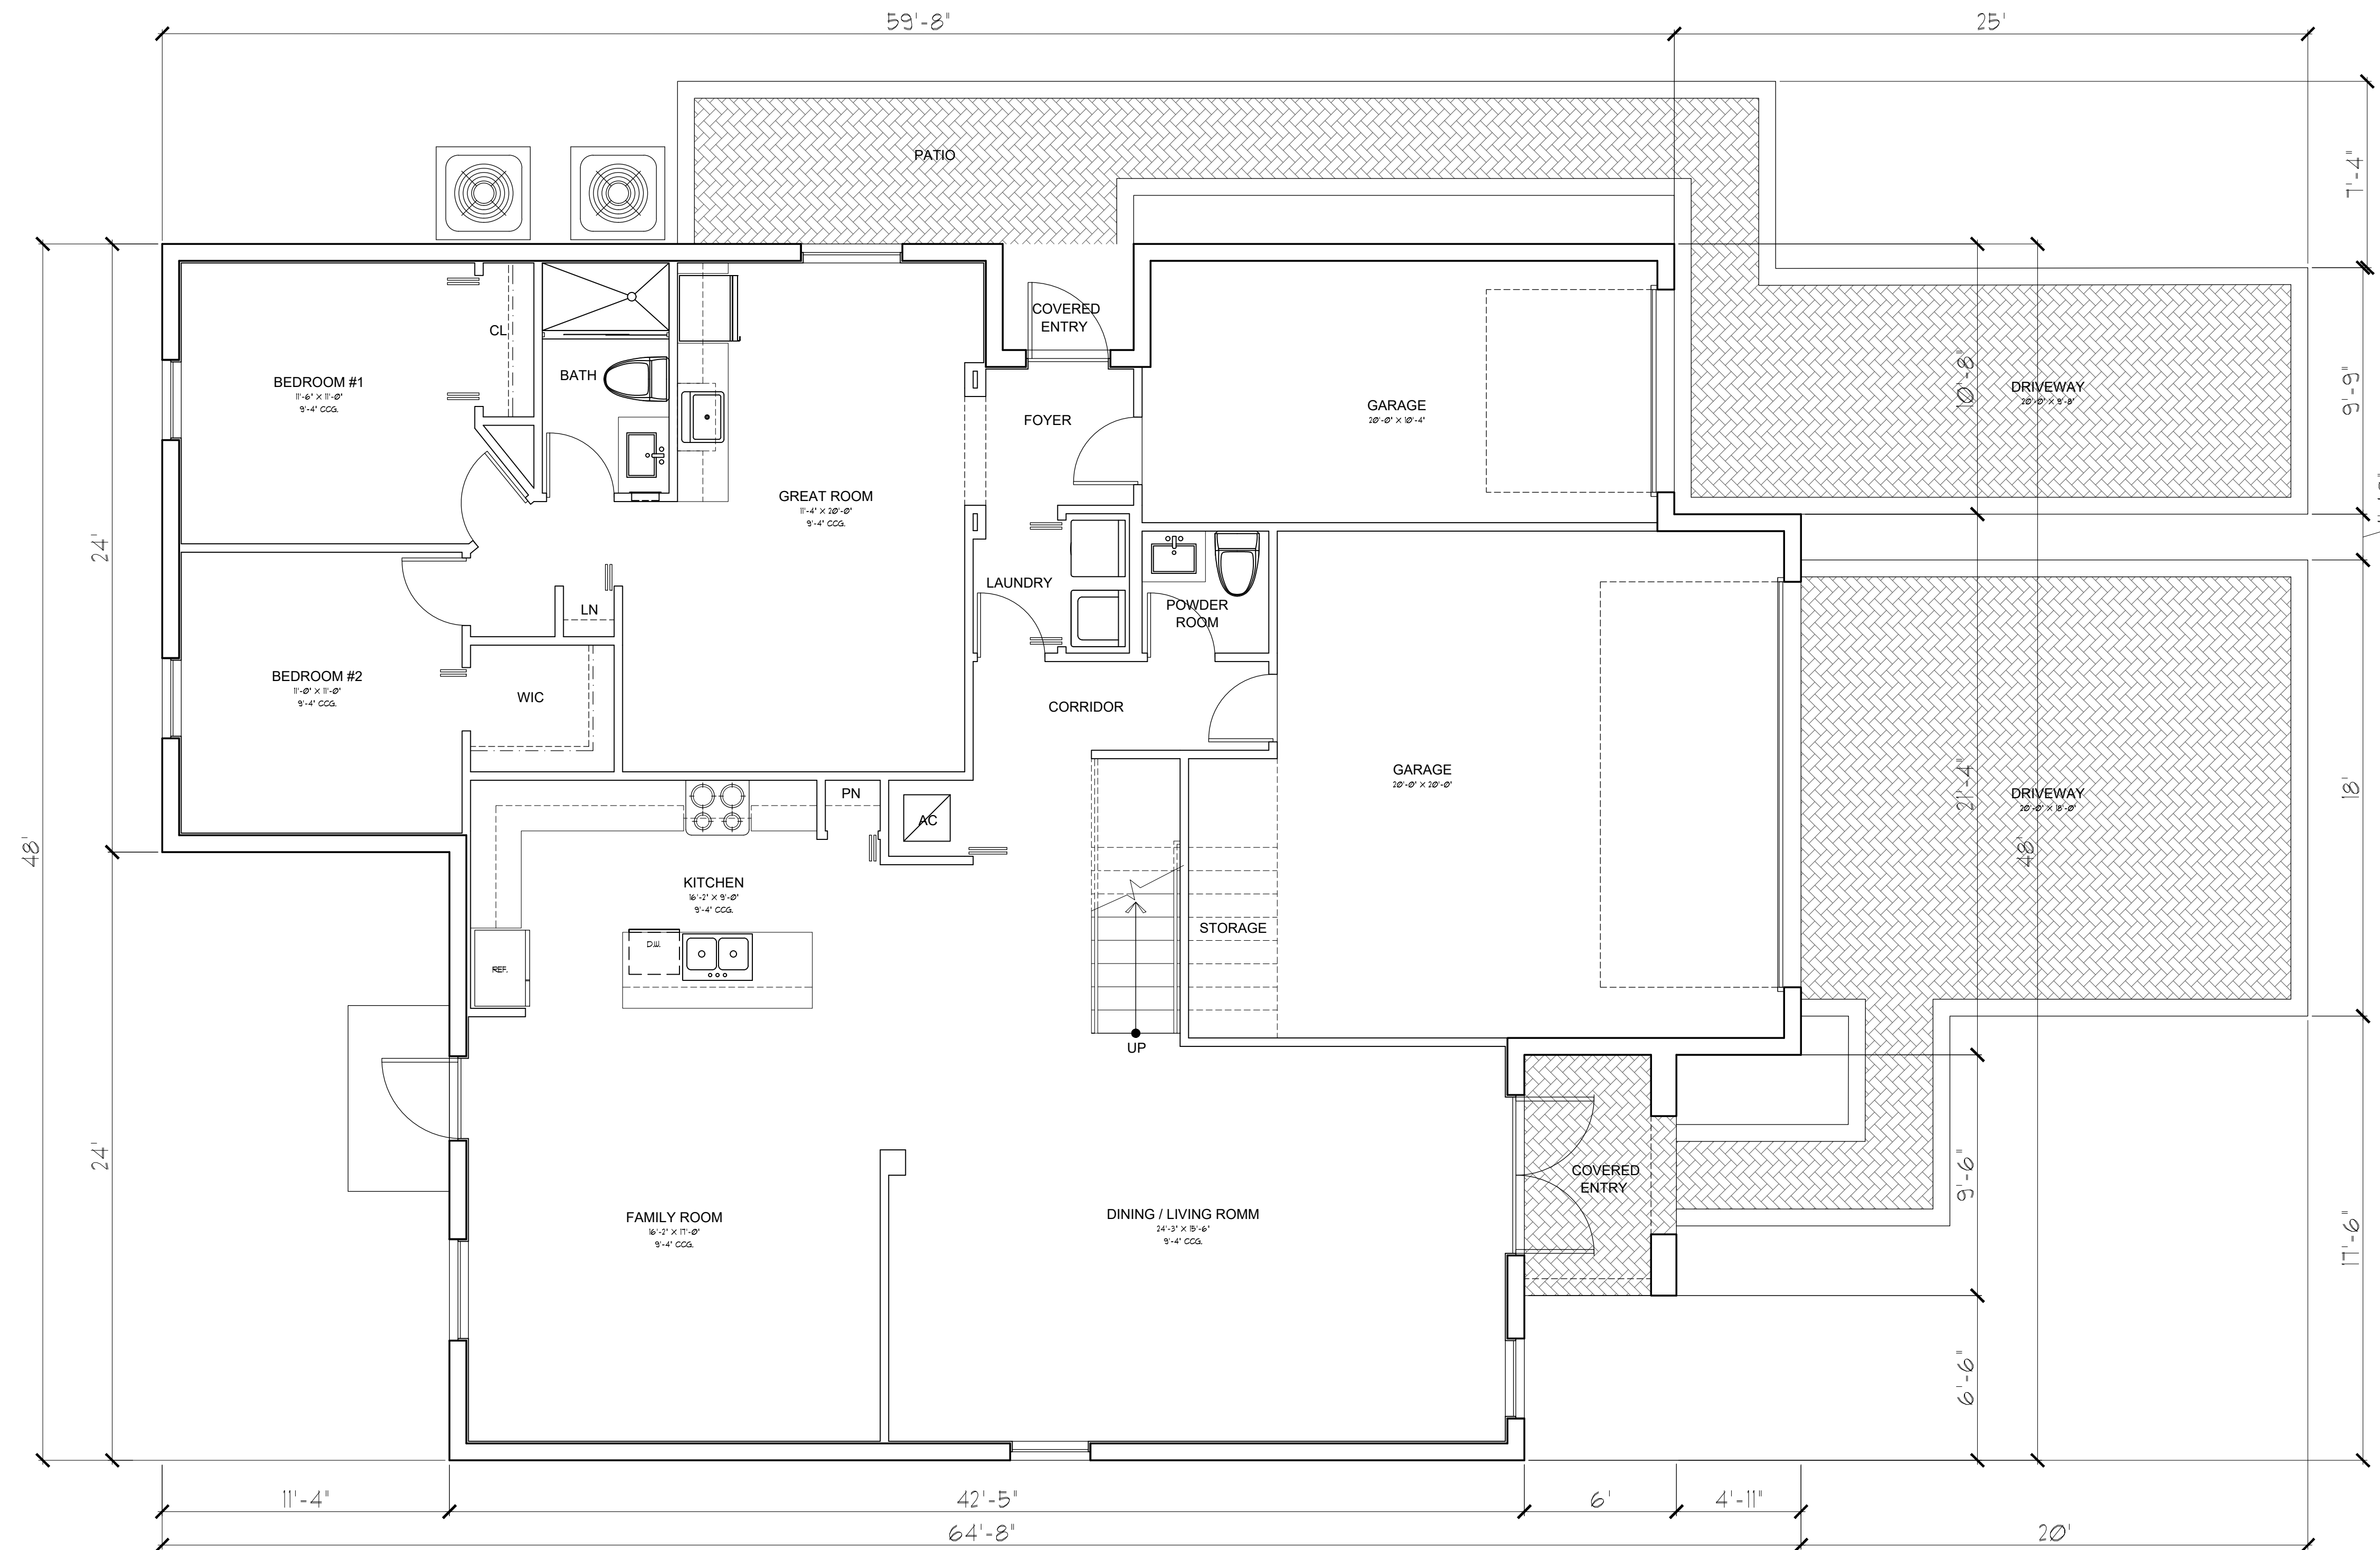 59'-8"
25'
PATIO
7'-4"
COVERED
ENTRY
CL
BEDROOM #1
11'-6" X 11'-0"
9'-4" CCG.
BATH
FOYER
GARAGE
20'-0" X 10'-4"
10'-8"
DRIVEWAY
20'-0" X 9'-8"
9'-9"
GREAT ROOM
11'-4" X 20'-0"
9'-4" CCG.
24'
LN
LAUNDRY
POWDER
ROOM
BEDROOM #2
11'-0" X 11'-0"
9'-4" CCG.
WIC
CORRIDOR
GARAGE
20'-0" X 20'-0"
21'-4"
DRIVEWAY
20'-0" X 18'-0"
18'
48'
48'
PN
AC
KITCHEN
16'-2" X 9'-0"
9'-4" CCG.
STORAGE
D.W.
REF.
UP
24'
COVERED
ENTRY
9'-6"
FAMILY ROOM
16'-2" X 17'-0"
9'-4" CCG.
DINING / LIVING ROMM
24'-3" X 15'-6"
9'-4" CCG.
17'-6"
6'-6"
11'-4"
42'-5"
6'
4'-11"
64'-8"
20'